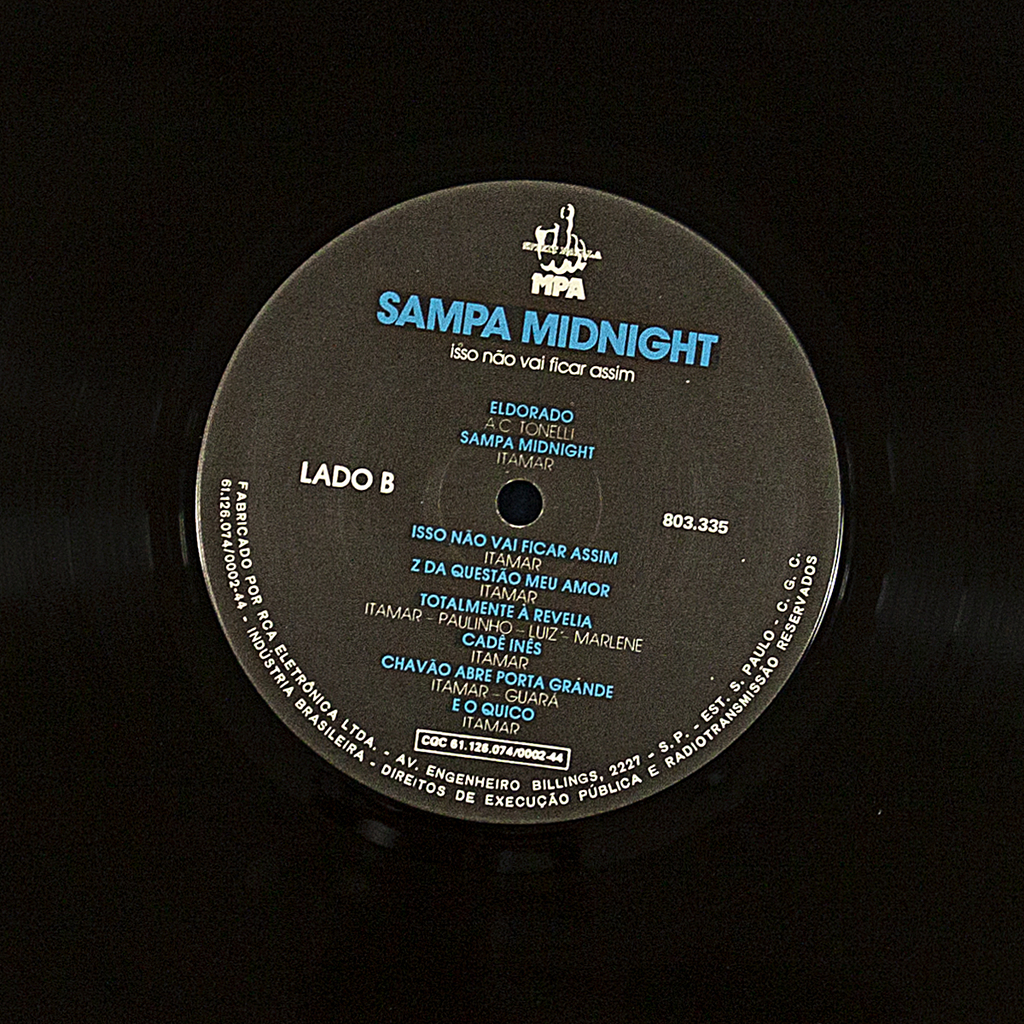 MPA
SAMPA MIDNIGHT
isso não vai ficar assim
ELDORADO
A.C. TONELLI
SAMPA MIDNIGHT
ITAMAR
LADO B
803.335
ISSO NÃO VAI FICAR ASSIM
ITAMAR
Z DA QUESTÃO MEU AMOR
ITAMAR
TOTALMENTE À REVELIA
ITAMAR - PAULINHO - LUIZ - MARLENE
CADÊ INÊS
ITAMAR
CHAVÃO ABRE PORTA GRANDE
ITAMAR - GUARÁ
E O QUICO
ITAMAR
CGC 61.126.074/0002-44
FABRICADO POR RCA ELETRÔNICA LTDA. - AV. ENGENHEIRO BILLINGS, 2227 - S.P. - EST. S. PAULO - C. G. C.
61.126.074/0002-44 - INDÚSTRIA BRASILEIRA - DIREITOS DE EXECUÇÃO PÚBLICA E RADIOTRANSMISSÃO RESERVADOS